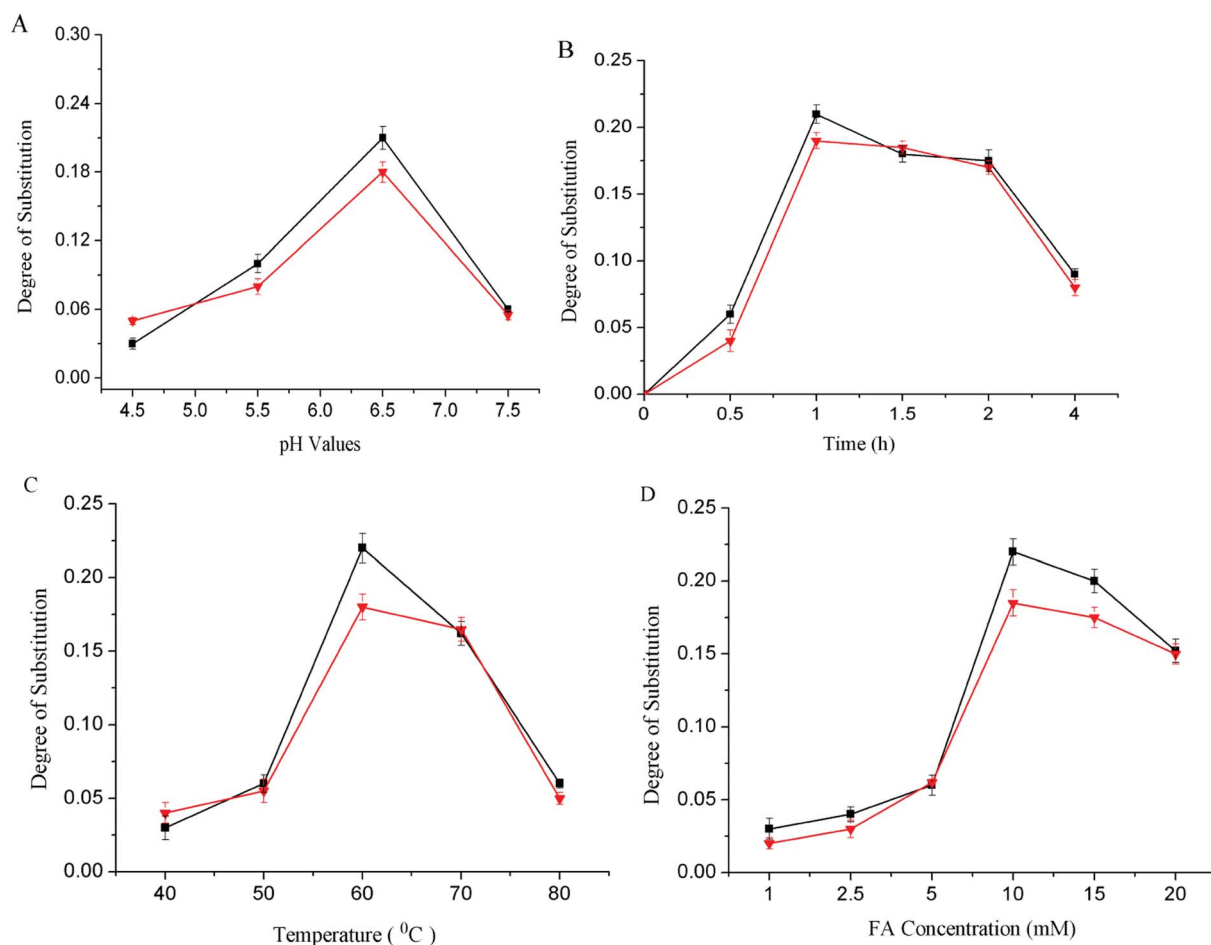 A
0.30
0.24
0.18
0.12
0.06
0.00
Degree of Substitution
4.5 5.0 5.5 6.0 6.5 7.0 7.5
pH Values
B
0.25
0.20
0.15
0.10
0.05
0.00
Degree of Substitution
0 0.5 1 1.5 2 4
Time (h)
C
0.25
0.20
0.15
0.10
0.05
0.00
Degree of Substitution
40 50 60 70 80
Temperature ( ⁰C )
D
0.25
0.20
0.15
0.10
0.05
0.00
Degree of Substitution
1 2.5 5 10 15 20
FA Concentration (mM)